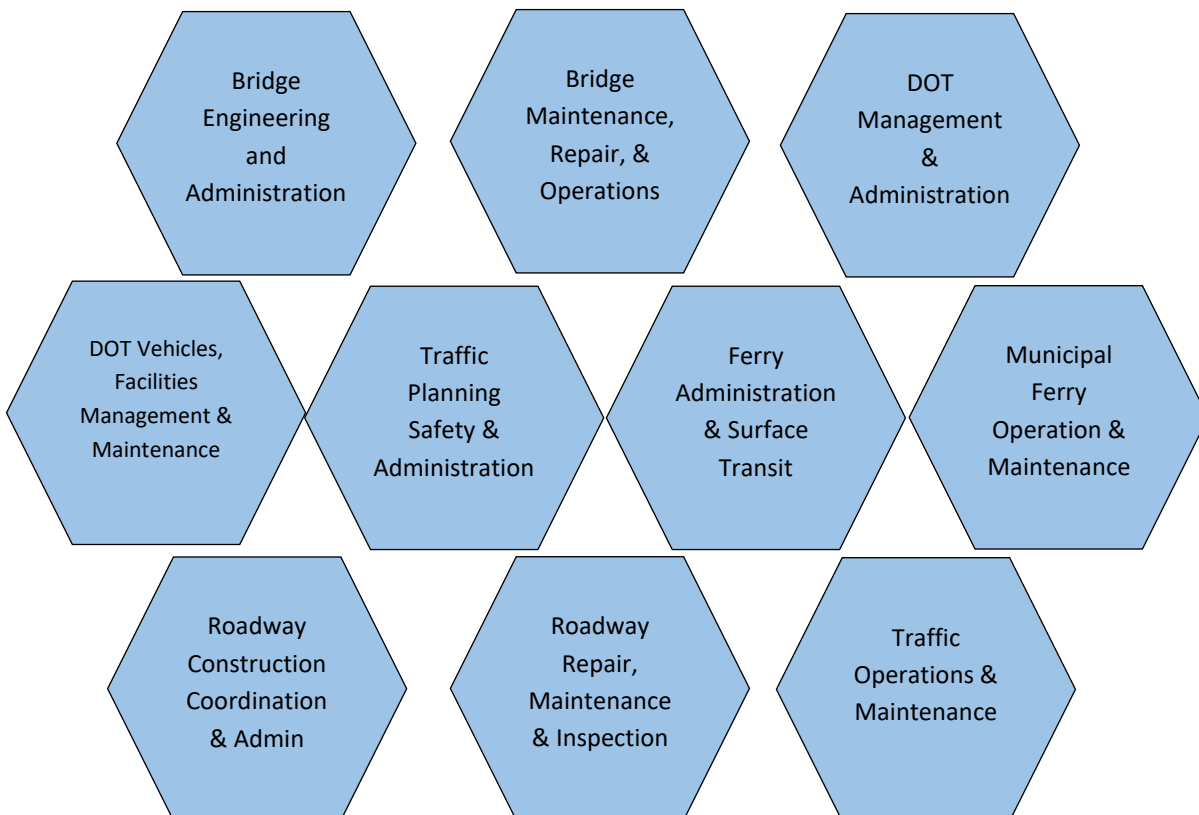 Bridge
Engineering
and
Administration
Bridge
Maintenance,
Repair, &
Operations
DOT
Management
&
Administration
DOT Vehicles,
Facilities
Management &
Maintenance
Traffic
Planning
Safety &
Administration
Ferry
Administration
& Surface
Transit
Municipal
Ferry
Operation &
Maintenance
Roadway
Construction
Coordination
& Admin
Roadway
Repair,
Maintenance
& Inspection
Traffic
Operations &
Maintenance